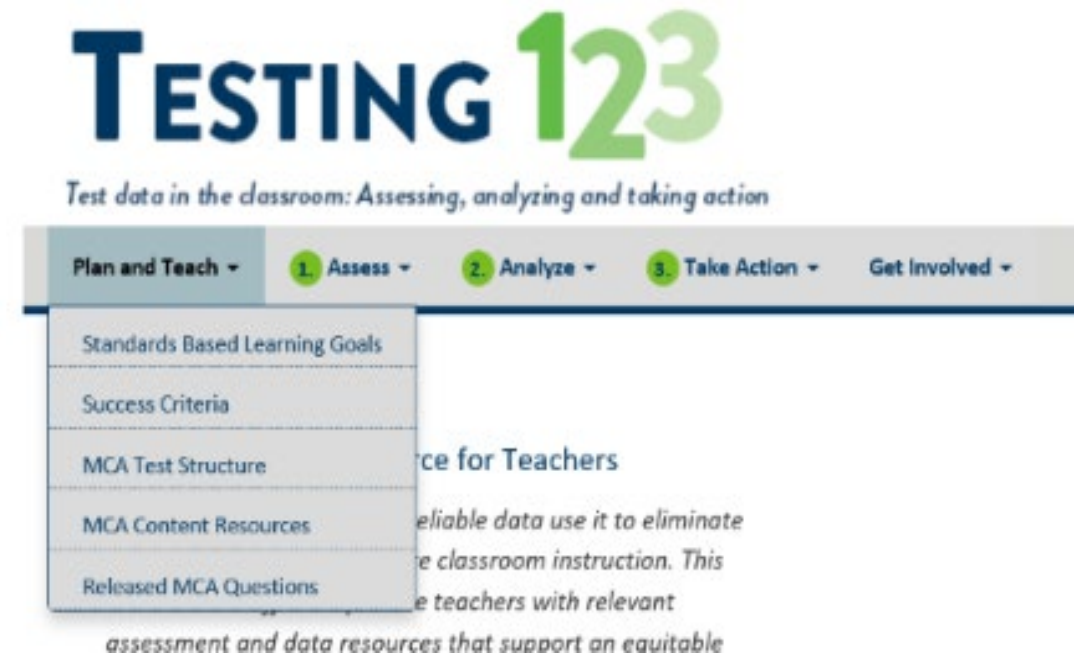 TESTING 123
Test data in the classroom: Assessing, analyzing and taking action
Plan and Teach 1. Assess 2. Analyze 3. Take Action Get Involved
Standards Based Learning Goals
Success Criteria
MCA Test Structure
for Teachers
MCA Content Resources
data use it to eliminate
classroom instruction. This
Released MCA Questions
teachers with relevant
assessment and data resources that support an equitable